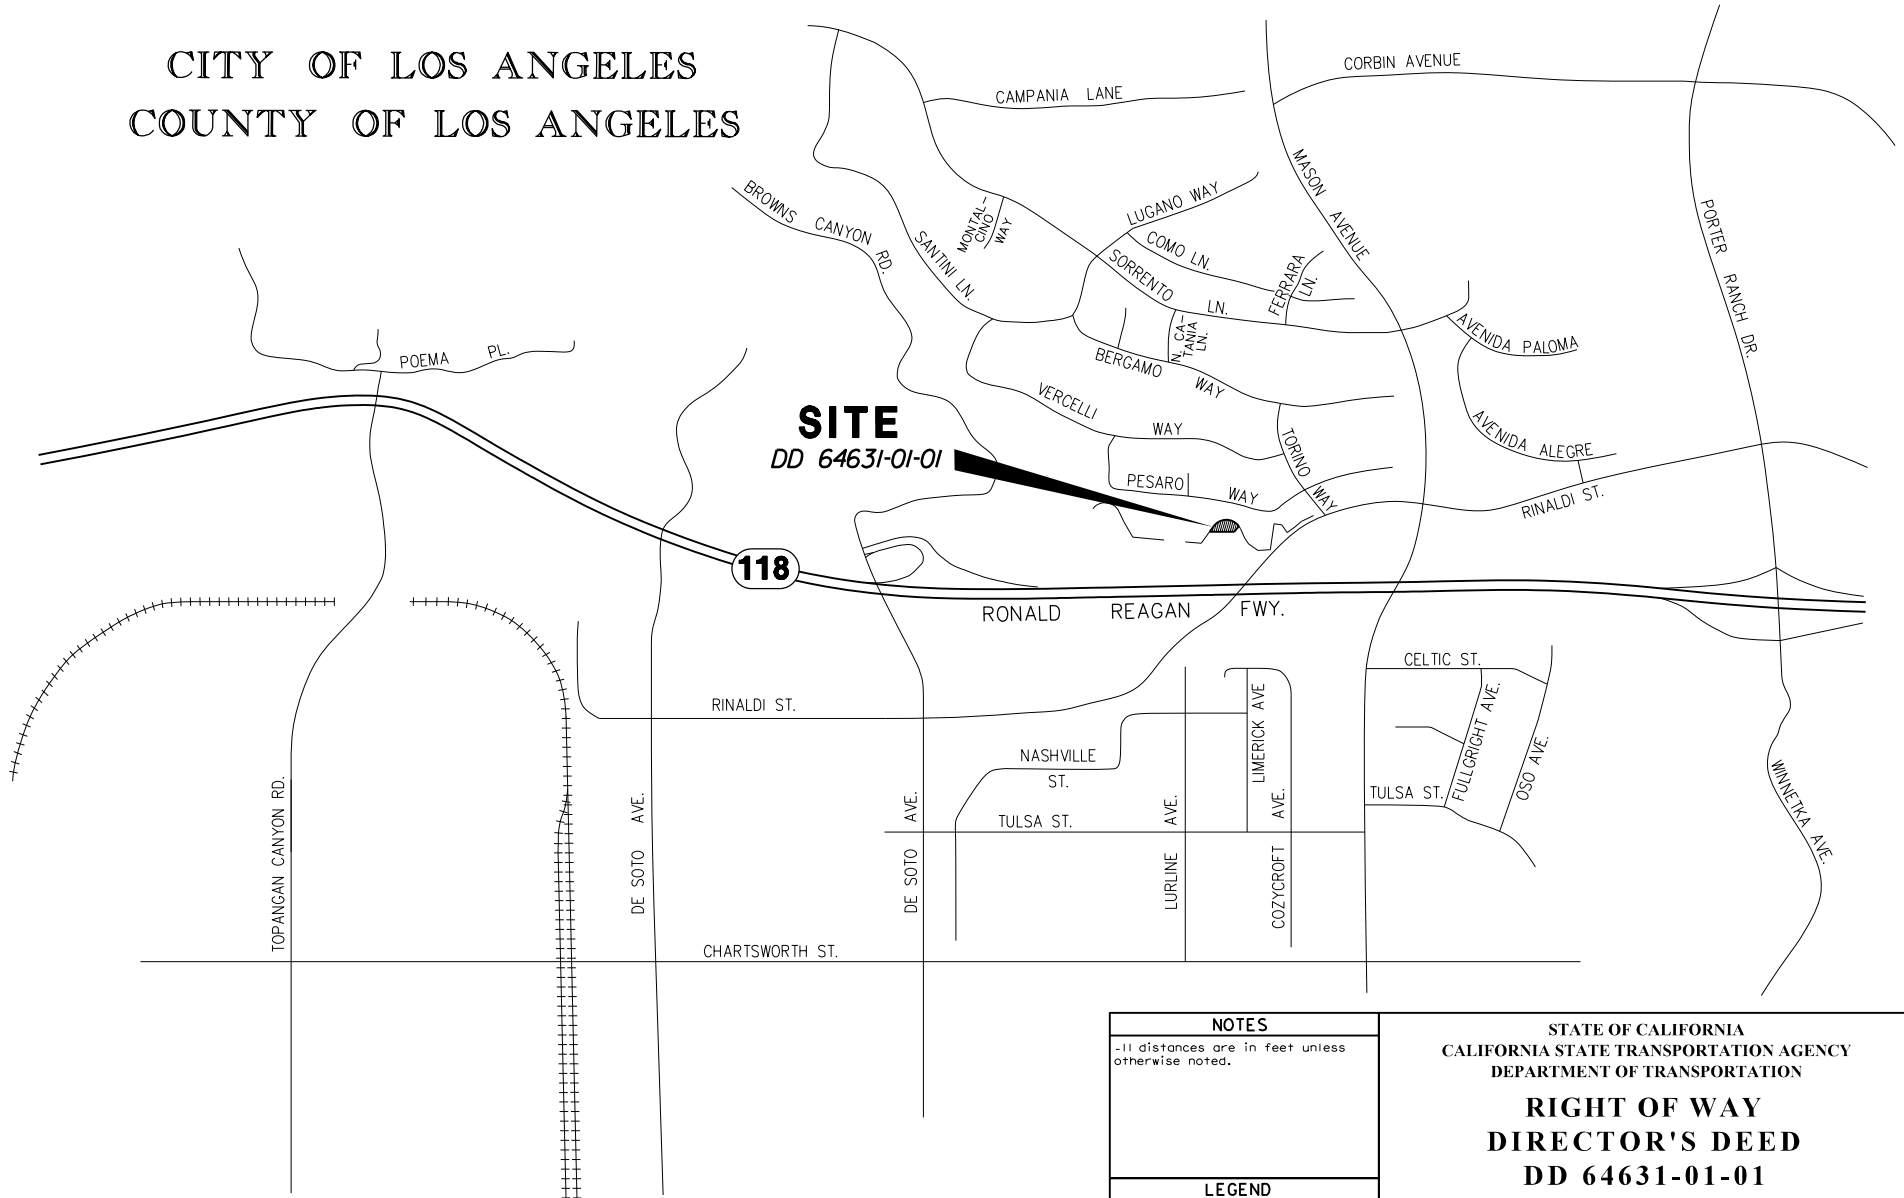 CITY OF LOS ANGELES
COUNTY OF LOS ANGELES
CORBIN AVENUE
CAMPANIA LANE
MASON AVENUE
BROWNS CANYON RD.
SANTINI LN.
MONTAL-
CINO
WAY
LUGANO WAY
COMO LN.
SORRENTO LN.
FERRARA
LN.
PORTER RANCH DR.
N. CA-
TANIA
LN.
BERGAMO WAY
AVENIDA PALOMA
POEMA PL.
VERCELLI WAY
SITE
DD 64631-01-01
TORINO WAY
AVENIDA ALEGRE
PESARO WAY
RINALDI ST.
118
RONALD REAGAN FWY.
CELTIC ST.
RINALDI ST.
NASHVILLE
ST.
LIMERICK AVE
FULLGRIGHT AVE.
OSO AVE.
TULSA ST.
TULSA ST.
WINNETKA AVE.
TOPANGAN CANYON RD.
DE SOTO AVE.
DE SOTO AVE.
LURLINE AVE.
COZYCROFT AVE.
CHARTSWORTH ST.
NOTES
-ll distances are in feet unless
otherwise noted.
LEGEND
STATE OF CALIFORNIA
CALIFORNIA STATE TRANSPORTATION AGENCY
DEPARTMENT OF TRANSPORTATION
RIGHT OF WAY
DIRECTOR'S DEED
DD 64631-01-01